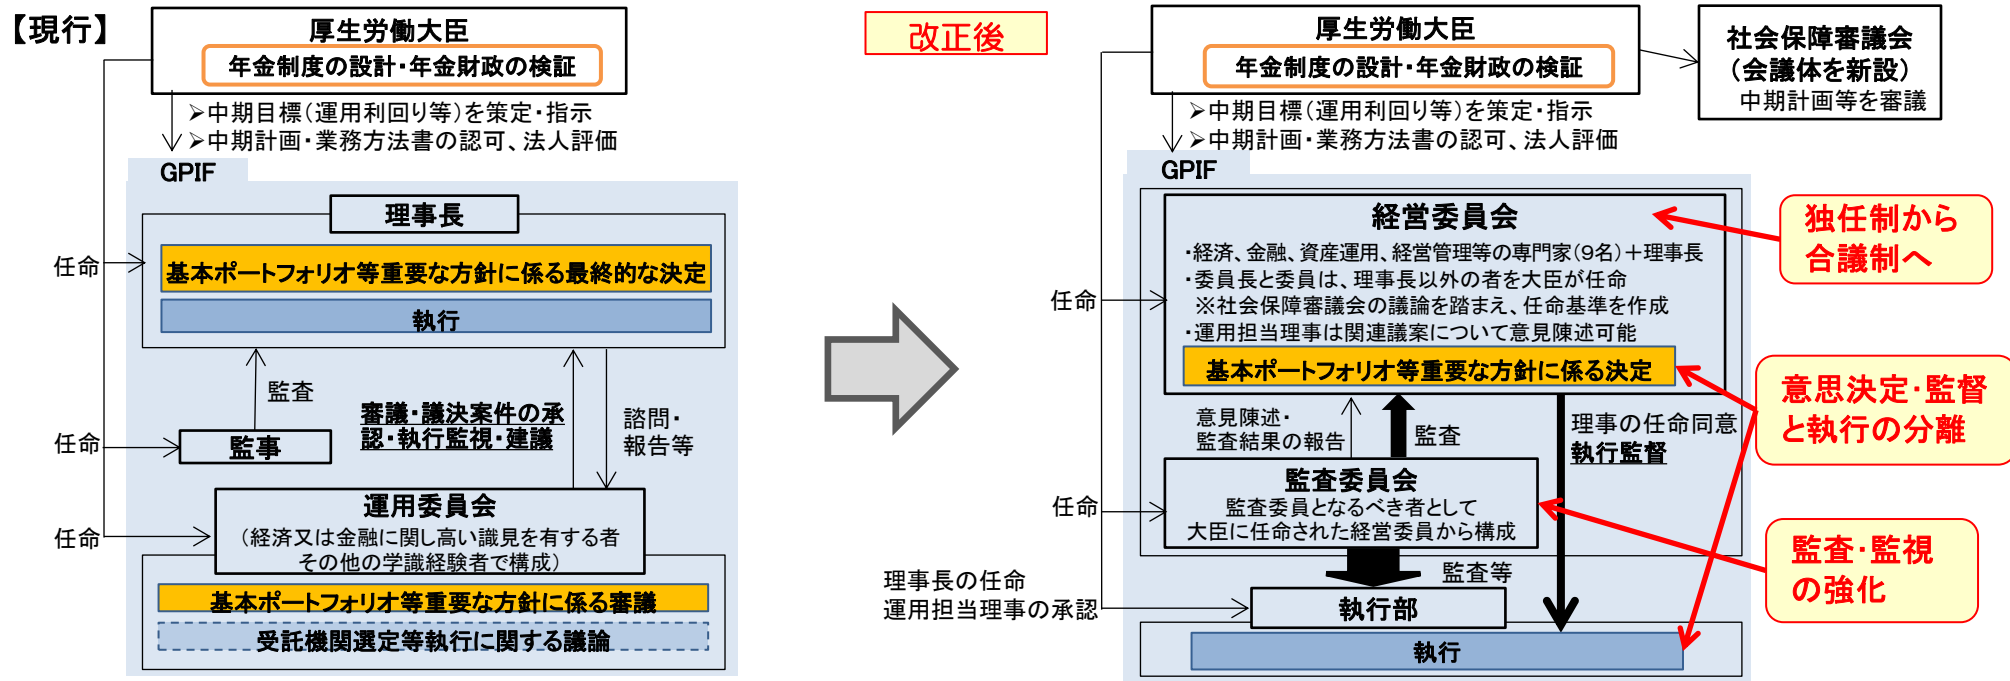 【現行】
厚生労働大臣
年金制度の設計・年金財政の検証
➢中期目標(運用利回り等)を策定・指示
➢中期計画・業務方法書の認可、法人評価
GPIF
理事長
任命
基本ポートフォリオ等重要な方針に係る最終的な決定
執行
監査
審議・議決案件の承
認・執行監視・建議
諮問・
報告等
任命
監事
運用委員会
(経済又は金融に関し高い識見を有する者
その他の学識経験者で構成)
任命
基本ポートフォリオ等重要な方針に係る審議
受託機関選定等執行に関する議論
改正後
厚生労働大臣
年金制度の設計・年金財政の検証
社会保障審議会
(会議体を新設)
中期計画等を審議
➢中期目標(運用利回り等)を策定・指示
➢中期計画・業務方法書の認可、法人評価
GPIF
経営委員会
・経済、金融、資産運用、経営管理等の専門家(9名)+理事長
・委員長と委員は、理事長以外の者を大臣が任命
※社会保障審議会の議論を踏まえ、任命基準を作成
・運用担当理事は関連議案について意見陳述可能
任命
基本ポートフォリオ等重要な方針に係る決定
独任制から
合議制へ
意思決定・監督
と執行の分離
意見陳述・
監査結果の報告
監査
理事の任命同意
執行監督
監査委員会
監査委員となるべき者として
大臣に任命された経営委員から構成
任命
監査・監視
の強化
監査等
理事長の任命
運用担当理事の承認
執行部
執行